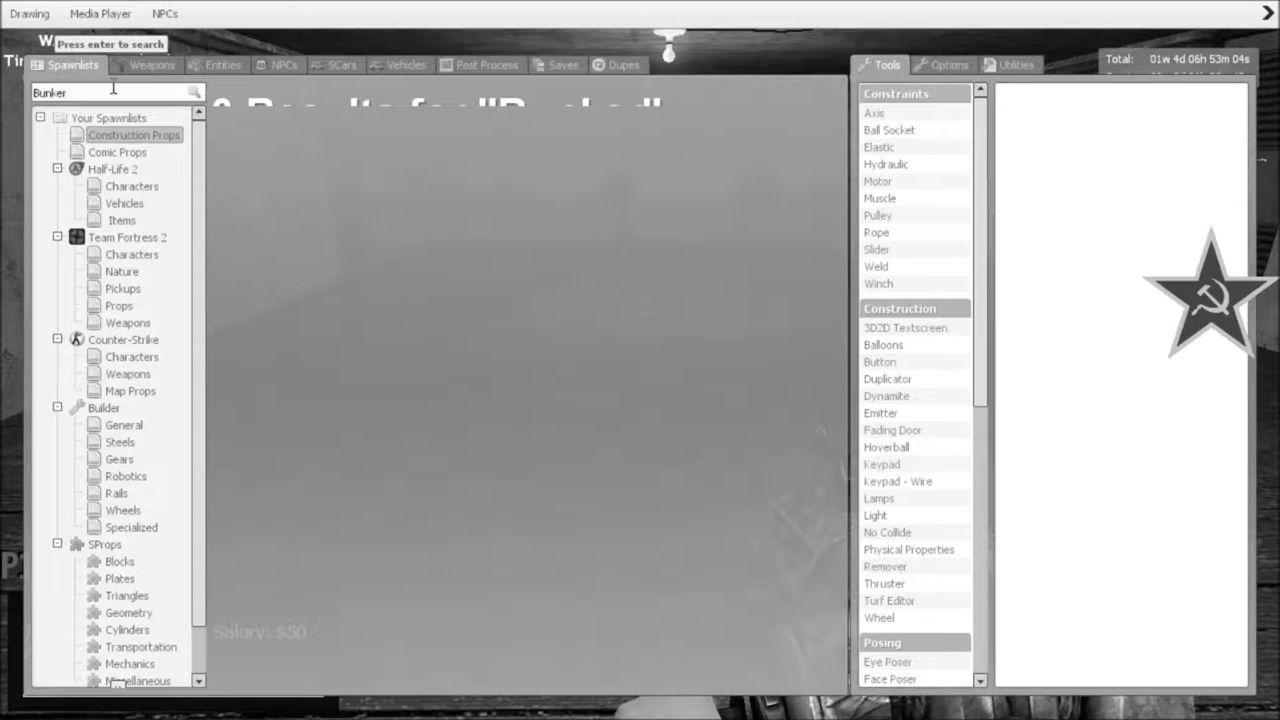 Drawing Media Player NPCs
W
Press enter to search
Tir
Spawnlists Weapons Entities NPCs SCars Vehicles Post Process Saves Dupes
Tools Options Utilities
Total: 01w 4d 06h 53m 04s
Bunker
Your Spawnlists
Construction Props
Comic Props
Half-Life 2
Characters
Vehicles
Items
Team Fortress 2
Characters
Nature
Pickups
Props
Weapons
Counter-Strike
Characters
Weapons
Map Props
Builder
General
Steels
Gears
Robotics
Rails
Wheels
Specialized
SProps
Blocks
Plates
Triangles
Geometry
Cylinders
Transportation
Mechanics
Miscellaneous
Salary: $50
Constraints
Axis
Ball Socket
Elastic
Hydraulic
Motor
Muscle
Pulley
Rope
Slider
Weld
Winch
Construction
3D2D Textscreen
Balloons
Button
Duplicator
Dynamite
Emitter
Fading Door
Hoverball
Keypad
Keypad - Wire
Lamps
Light
No Collide
Physical Properties
Remover
Thruster
Turf Editor
Wheel
Posing
Eye Poser
Face Poser